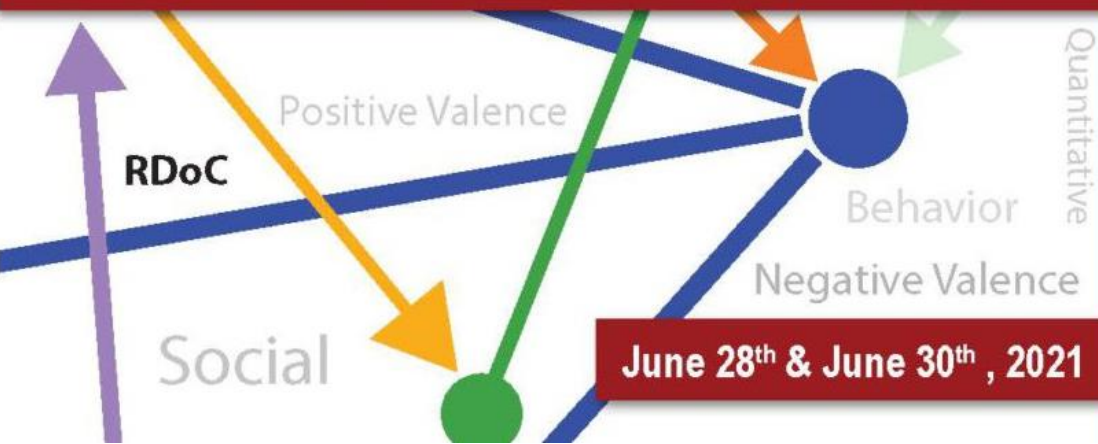 Positive Valence
Quantitative
RDoC
Behavior
Negative Valence
Social
June 28th & June 30th , 2021